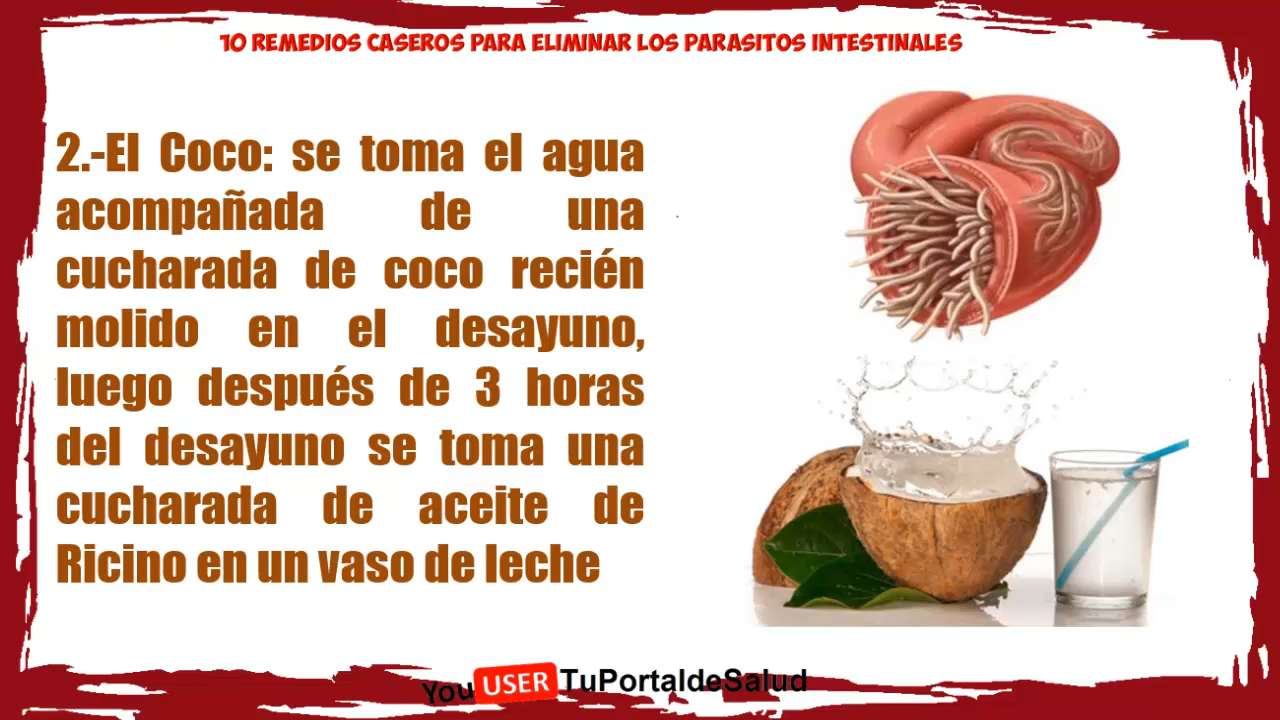 10 REMEDIOS CASEROS PARA ELIMINAR LOS PARASITOS INTESTINALES
2.-El Coco: se toma el agua
acompañada de una
cucharada de coco recién
molido en el desayuno,
luego después de 3 horas
del desayuno se toma una
cucharada de aceite de
Ricino en un vaso de leche
You USER TuPortaldeSalud